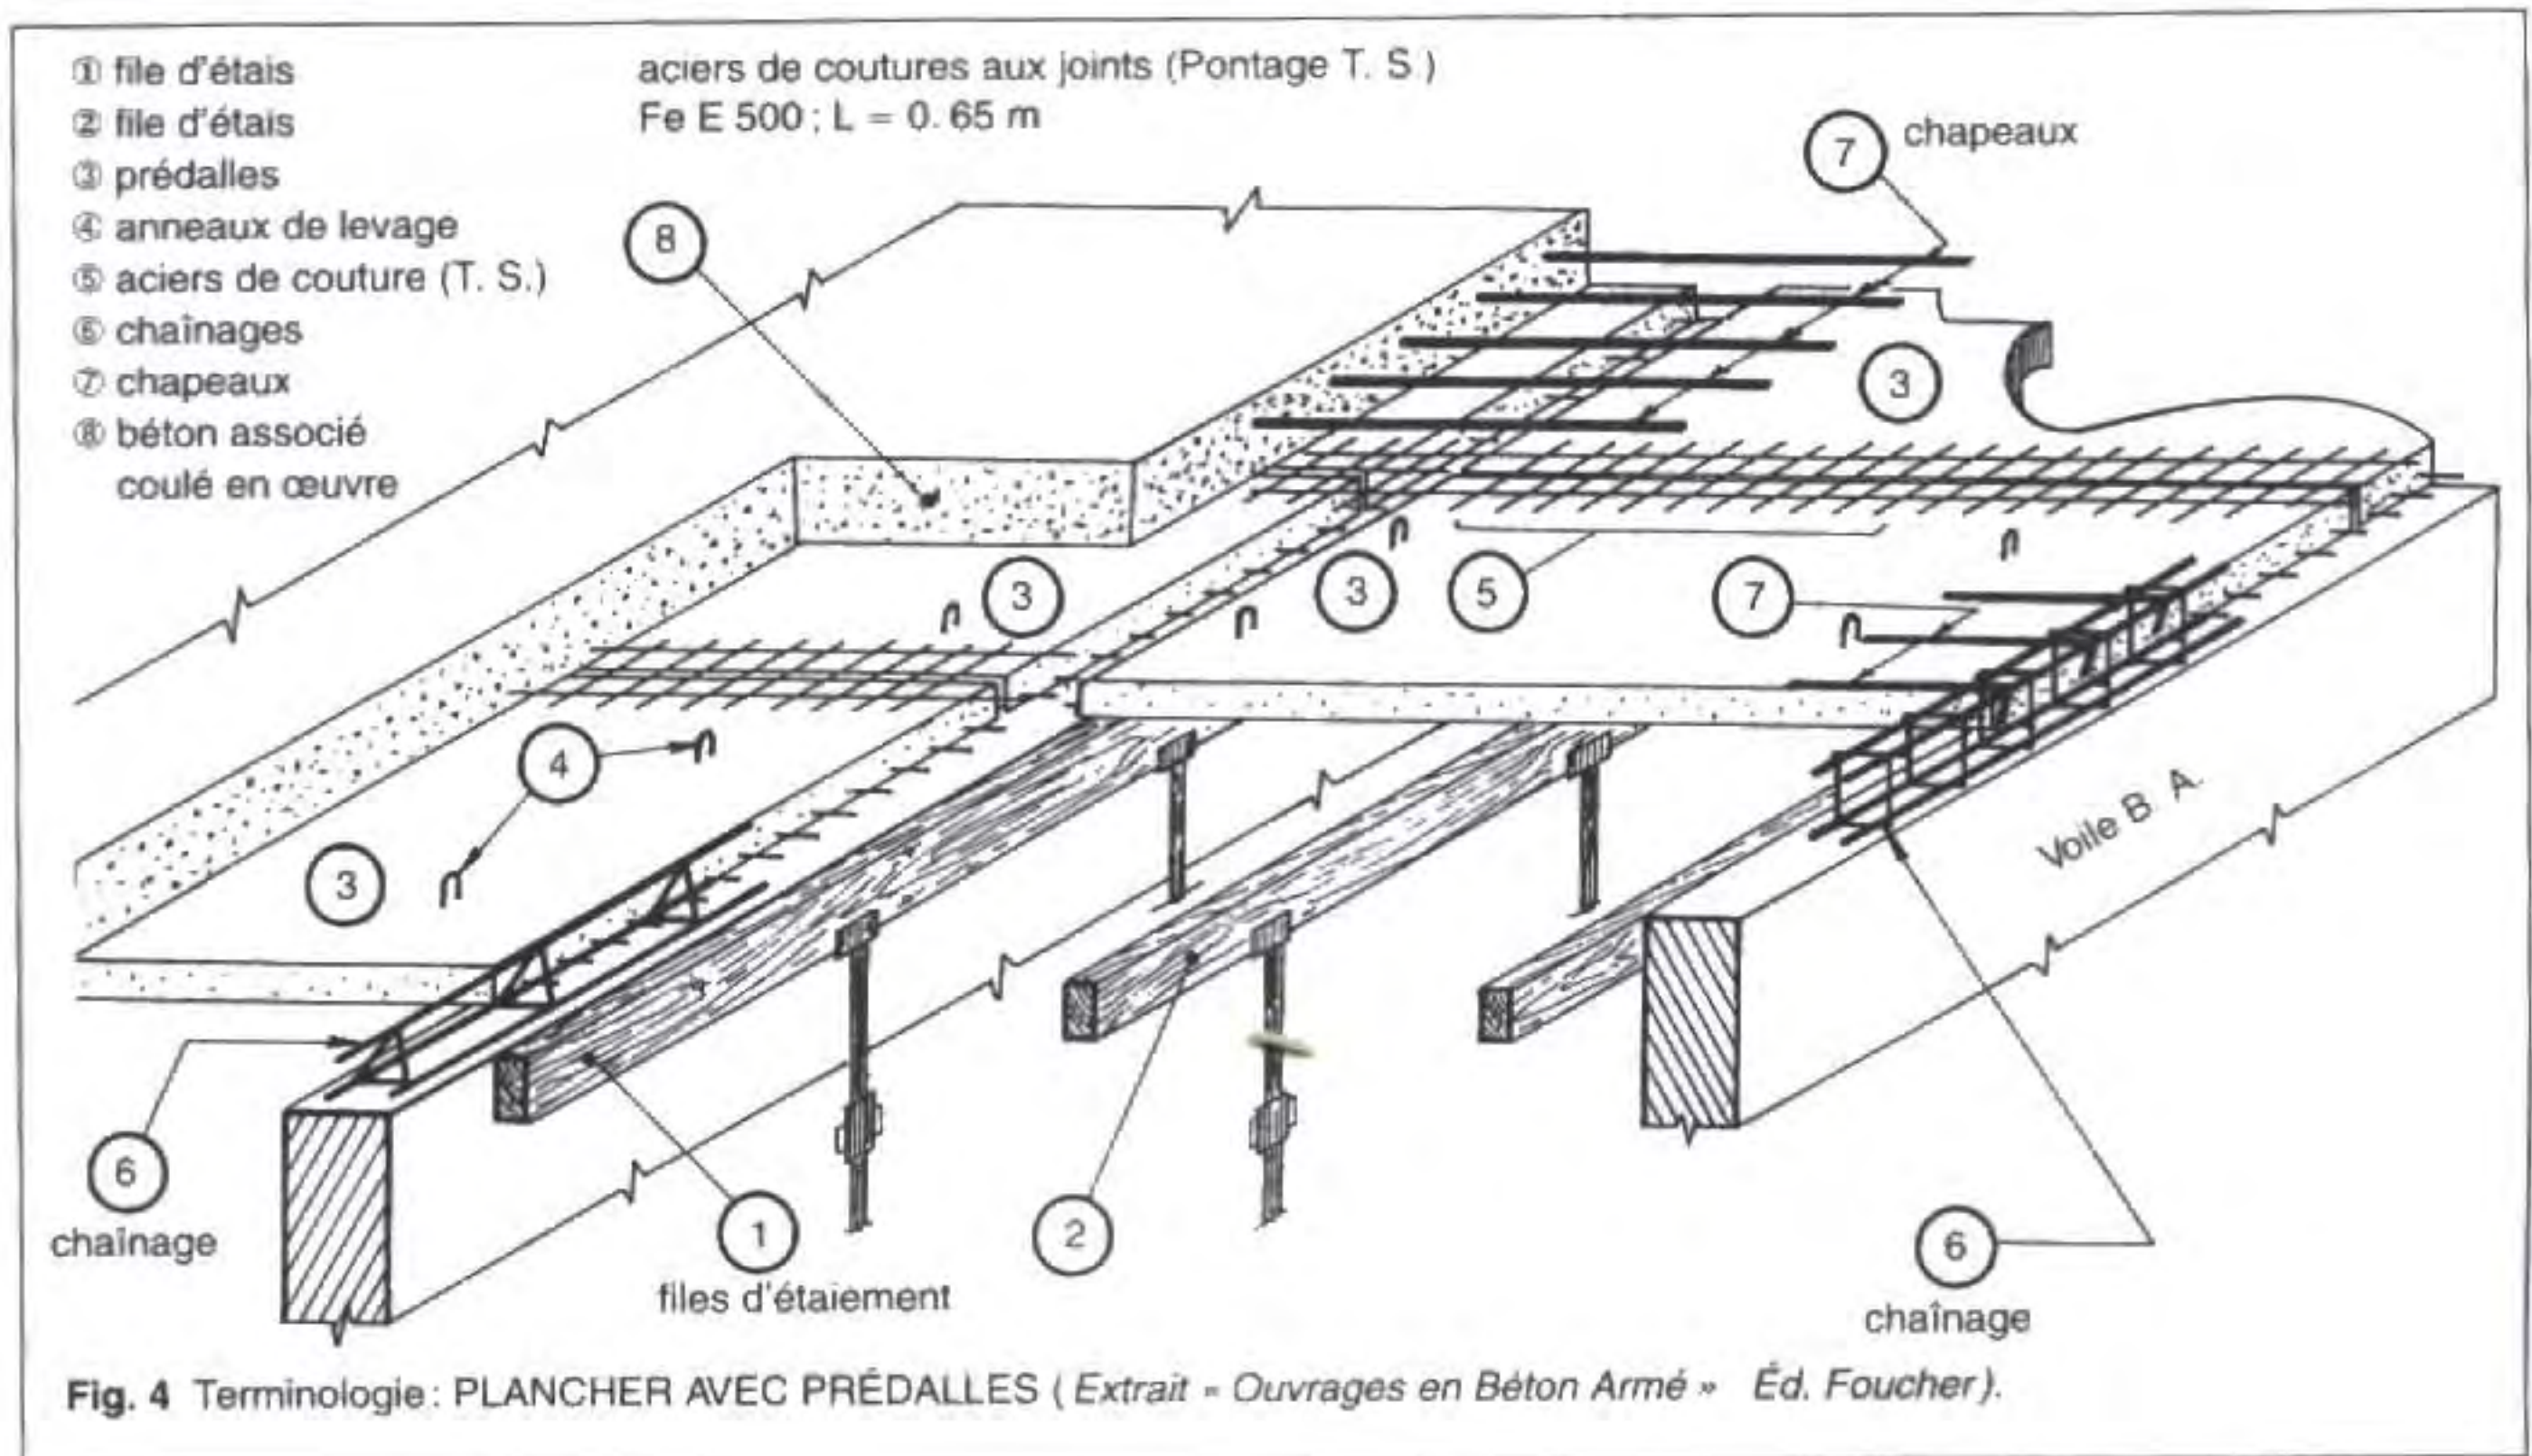 ① file d'étais
② file d'étais
③ prédalles
④ anneaux de levage
⑤ aciers de couture (T. S.)
⑥ chaînages
⑦ chapeaux
⑧ béton associé
coulé en œuvre
aciers de coutures aux joints (Pontage T. S.)
Fe E 500 ; L = 0. 65 m
7 chapeaux
8
3
3
3
5
7
4
3
Voile B. A.
6
chaînage
1
files d'étaiement
2
6
chaînage
Fig. 4 Terminologie : PLANCHER AVEC PRÉDALLES ( Extrait « Ouvrages en Béton Armé » Éd. Foucher ).